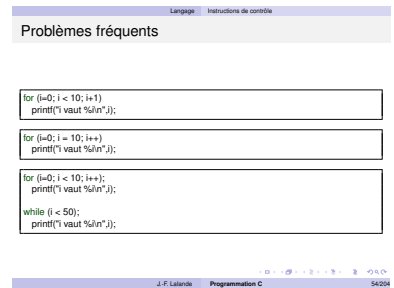 Langage Instructions de contrôle
Problèmes fréquents
for (i=0; i < 10; i+1)
printf("i vaut %i\n",i);
for (i=0; i = 10; i++)
printf("i vaut %i\n",i);
for (i=0; i < 10; i++);
printf("i vaut %i\n",i);
while (i < 50);
printf("i vaut %i\n",i);
J.-F. Lalande Programmation C 54/204